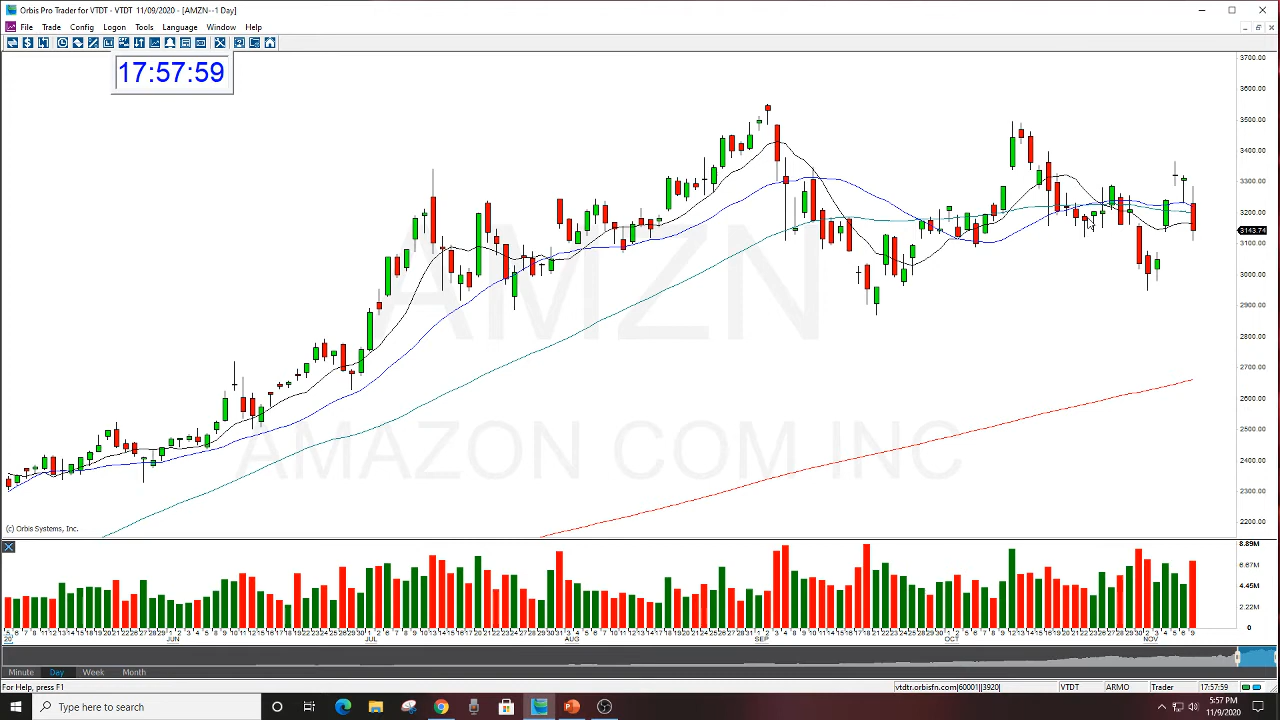 Orbis Pro Trader for VTDT - VTDT 11/09/2020 - [AMZN--1 Day]
File Trade Config Logon Tools Language Window Help
17:57:59
3700.00
3600.00
3500.00
3400.00
3300.00
3200.00
3143.74
3100.00
3000.00
2900.00
2800.00
2700.00
2600.00
2500.00
2400.00
2300.00
2200.00
AMZN
AMAZON COM INC
(c) Orbis Systems, Inc.
8.89M
6.67M
4.45M
2.22M
0
JUN JUL AUG SEP OCT NOV
Minute Day Week Month
For Help, press F1
vtdtr.orbisfn.com|60001||3920| VTDT ARMO Trader 17:57:59
Type here to search
5:57 PM
11/9/2020